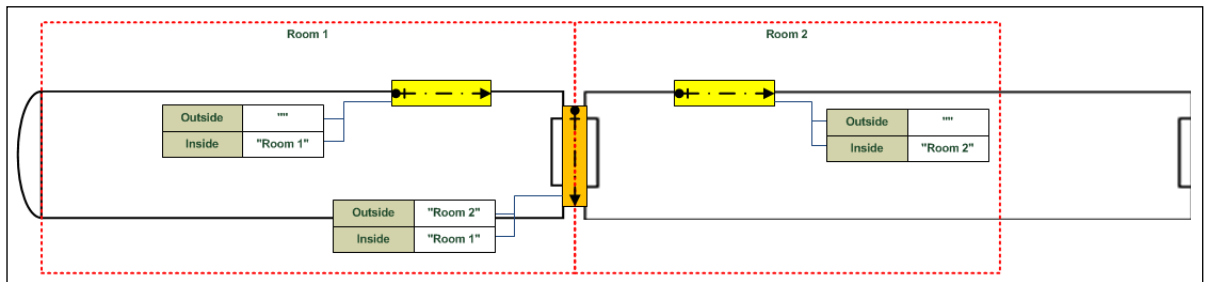 Room 1
Room 2
Outside ""
Inside "Room 1"
Outside ""
Inside "Room 2"
Outside "Room 2"
Inside "Room 1"